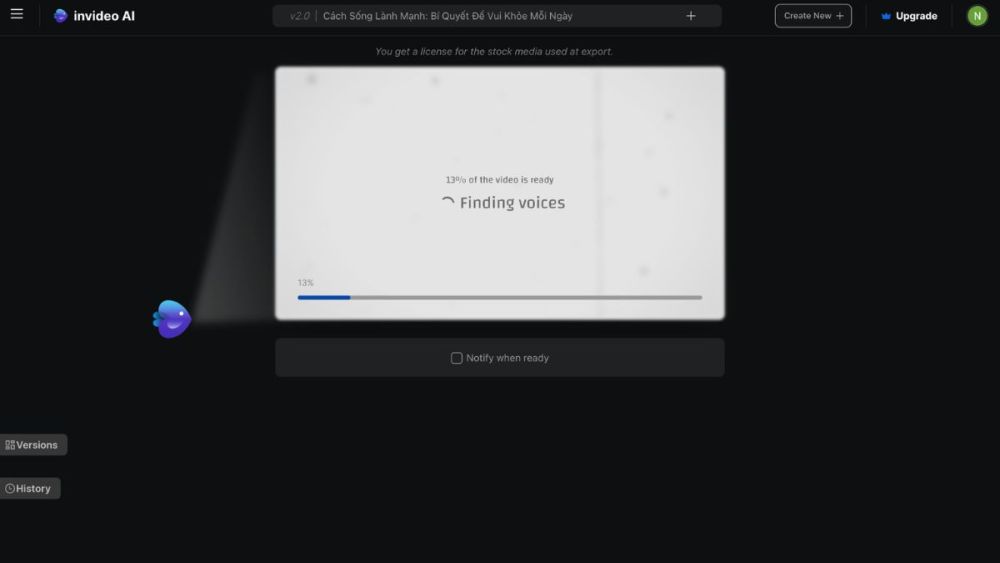 invideo AI
v2.0 | Cách Sống Lành Mạnh: Bí Quyết Để Vui Khỏe Mỗi Ngày +
Create New +
Upgrade
N
You get a license for the stock media used at export.
13% of the video is ready
Finding voices
13%
Notify when ready
Versions
History